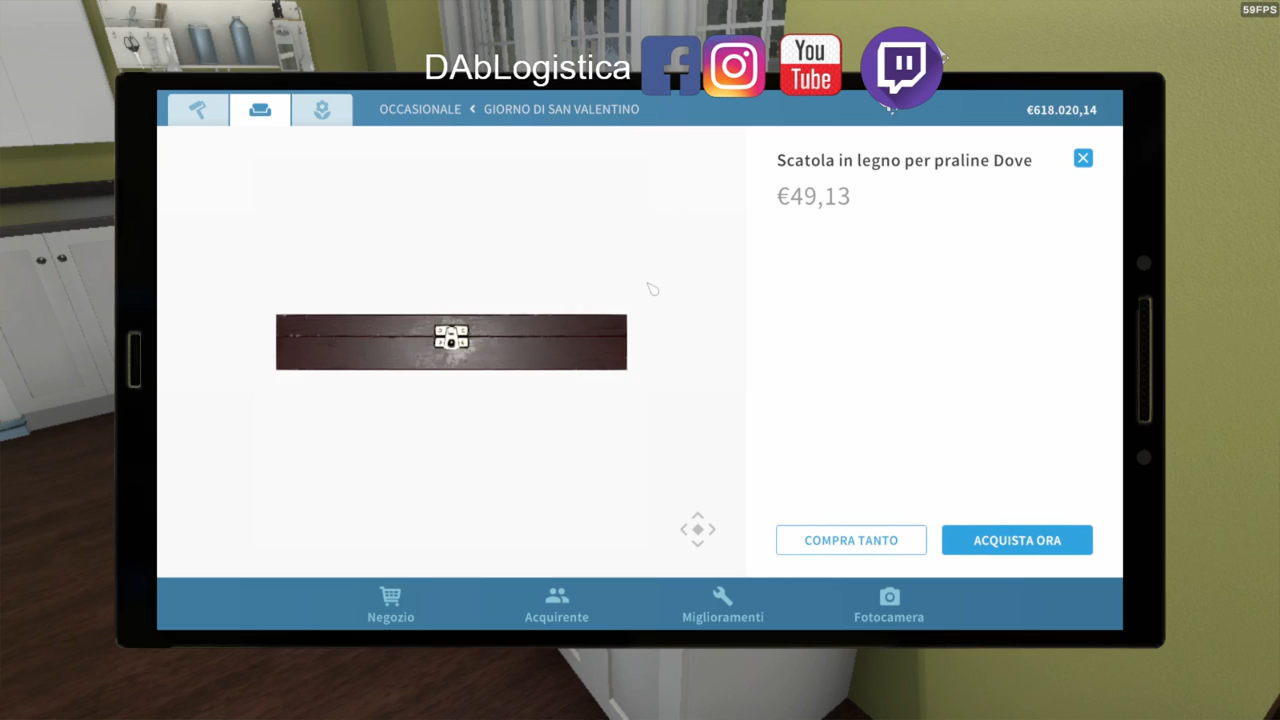 59FPS
DAbLogistica
You
Tube
OCCASIONALE < GIORNO DI SAN VALENTINO
€618.020,14
Scatola in legno per praline Dove
€49,13
COMPRA TANTO
ACQUISTA ORA
Negozio
Acquirente
Miglioramenti
Fotocamera